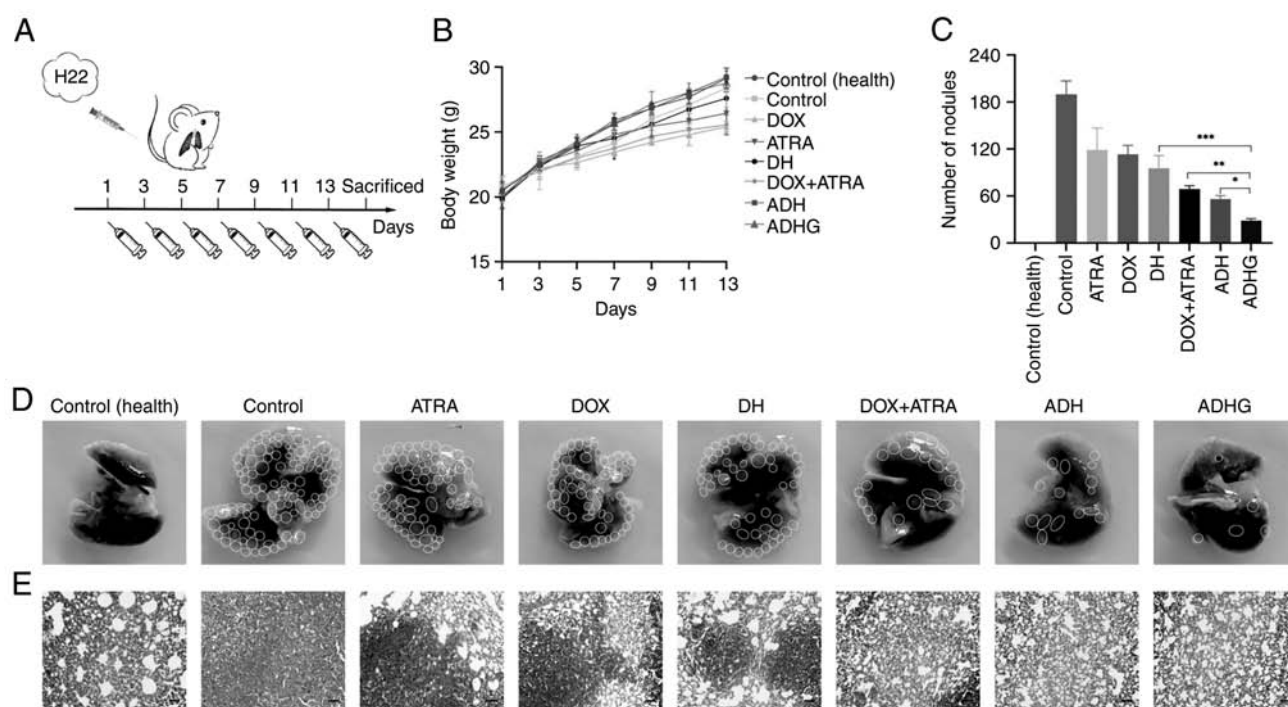 A
H22
1 3 5 7 9 11 13 Sacrificed
Days
B
Body weight (g)
30
25
20
15
1 3 5 7 9 11 13
Days
Control (health)
Control
DOX
ATRA
DH
DOX+ATRA
ADH
ADHG
C
Number of nodules
240
180
120
60
0
***
**
*
Control (health)
Control
ATRA
DOX
DH
DOX+ATRA
ADH
ADHG
D
Control (health) Control ATRA DOX DH DOX+ATRA ADH ADHG
E